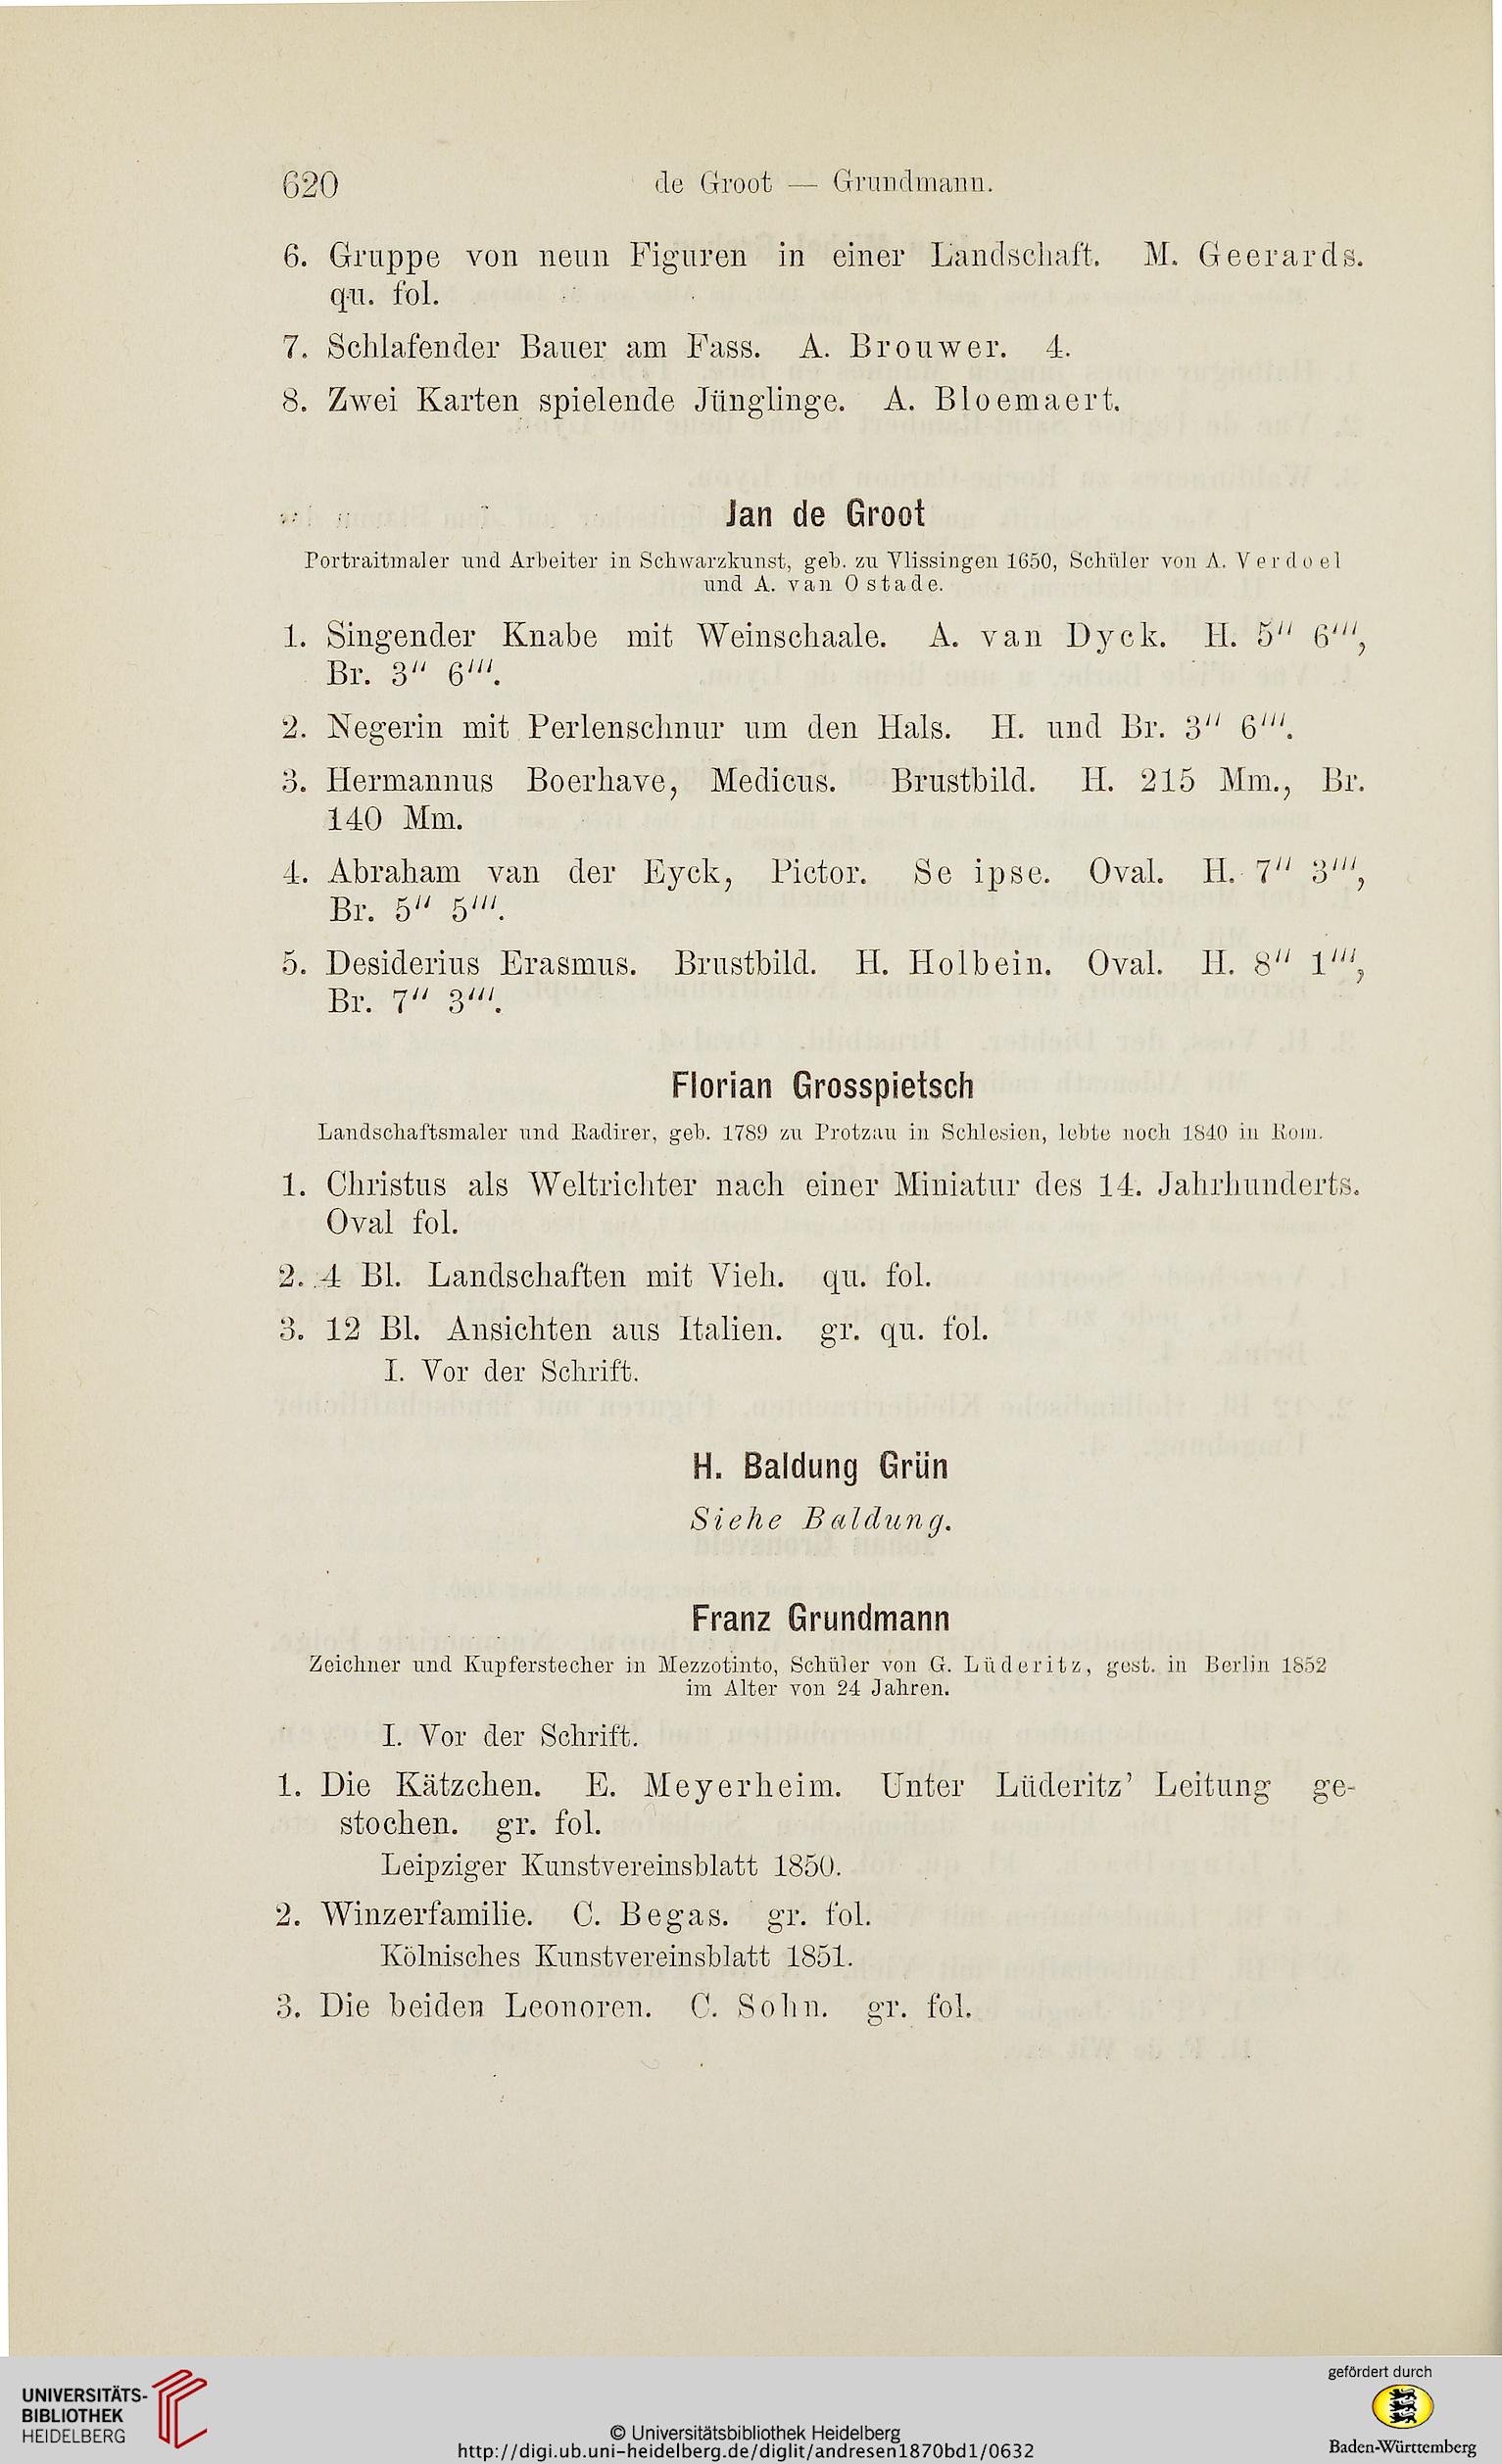 620
de Groot — Grundmann.
6. Gruppe von neun Figuren in einer Landschaft. M. Geerards.
qu. fol.
7. Schlafender Bauer am Fass. A. Brouwer. 4.
8. Zwei Karten spielende Jünglinge. A. Bloemaert.
Jan de Groot
Portraitmaler und Arbeiter in Schwarzkunst, geb. zu Vlissingen 1650, Schüler von A. Verdoel
und A. van Ostade.
1. Singender Knabe mit Weinschaale. A. van Dyck. H. 5″ 6‴,
Br. 3″ 6‴.
2. Negerin mit Perlenschnur um den Hals. H. und Br. 3″ 6‴.
3. Hermannus Boerhave, Medicus. Brustbild. H. 215 Mm., Br.
140 Mm.
4. Abraham van der Eyck, Pictor. Se ipse. Oval. H. 7″ 3‴,
Br. 5″ 5‴.
5. Desiderius Erasmus. Brustbild. H. Holbein. Oval. H. 8″ 1‴,
Br. 7″ 3‴.
Florian Grosspietsch
Landschaftsmaler und Radirer, geb. 1789 zu Protzau in Schlesien, lebte noch 1840 in Rom.
1. Christus als Weltrichter nach einer Miniatur des 14. Jahrhunderts.
Oval fol.
2. 4 Bl. Landschaften mit Vieh. qu. fol.
3. 12 Bl. Ansichten aus Italien. gr. qu. fol.
I. Vor der Schrift.
H. Baldung Grün
Siehe Baldung.
Franz Grundmann
Zeichner und Kupferstecher in Mezzotinto, Schüler von G. Lüderitz, gest. in Berlin 1852
im Alter von 24 Jahren.
I. Vor der Schrift.
1. Die Kätzchen. E. Meyerheim. Unter Lüderitz' Leitung ge-
stochen. gr. fol.
Leipziger Kunstvereinsblatt 1850.
2. Winzerfamilie. C. Begas. gr. fol.
Kölnisches Kunstvereinsblatt 1851.
3. Die beiden Leonoren. C. Sohn. gr. fol.
UNIVERSITÄTS-
BIBLIOTHEK
HEIDELBERG
© Universitätsbibliothek Heidelberg
http://digi.ub.uni-heidelberg.de/diglit/andresen1870bd1/0632
gefördert durch
Baden-Württemberg